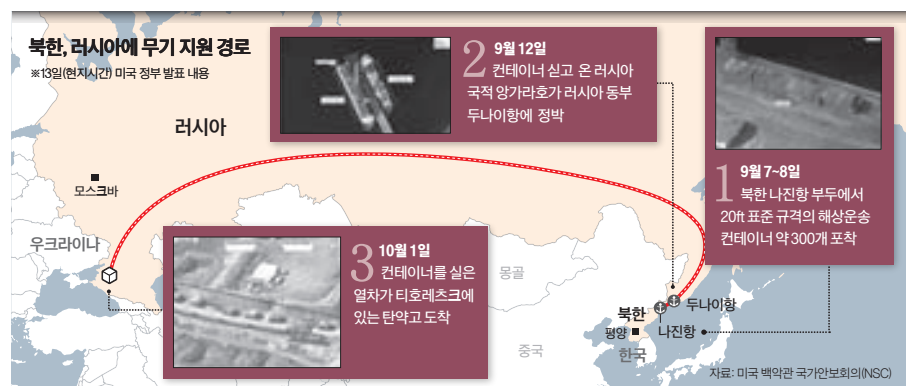 북한, 러시아에 무기 지원 경로
※13일(현지시간) 미국 정부 발표 내용
2 9월 12일
컨테이너 싣고 온 러시아
국적 앙가라호가 러시아 동부
두나이항에 정박
1 9월 7~8일
북한 나진항 부두에서
20ft 표준 규격의 해상운송
컨테이너 약 300개 포착
3 10월 1일
컨테이너를 실은
열차가 티호레츠크에
있는 탄약고 도착
러시아
모스크바
우크라이나
몽골
중국
북한
평양
한국
두나이항
나진항
자료: 미국 백악관 국가안보회의(NSC)